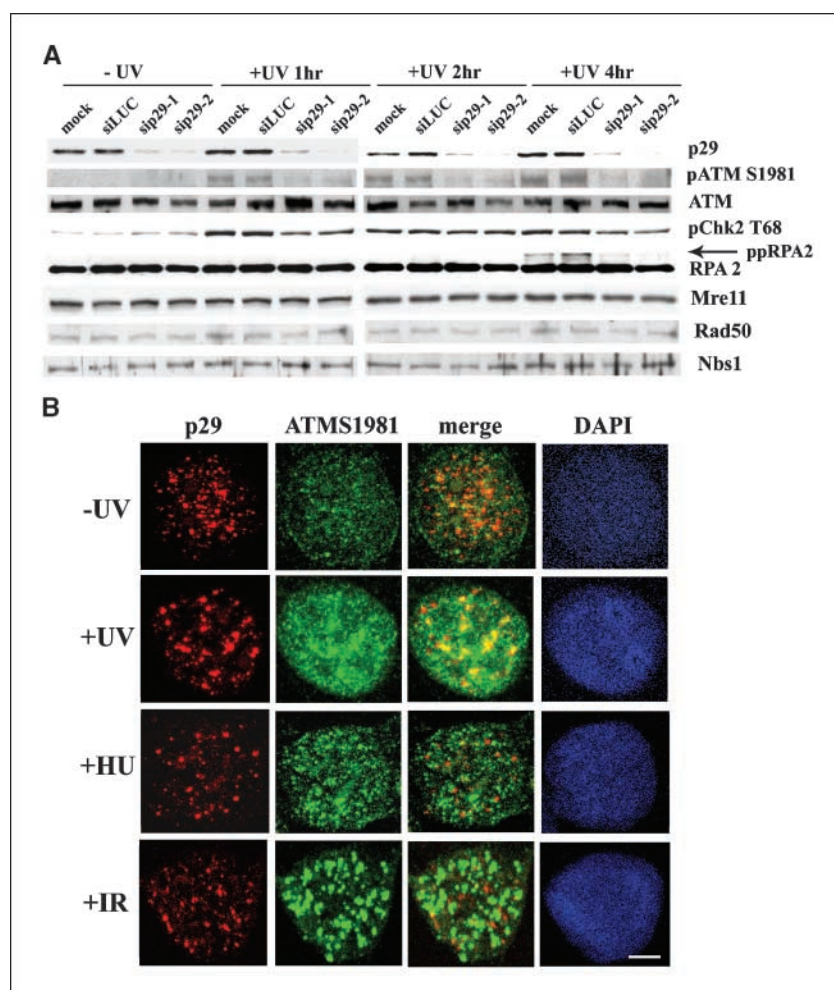 A
- UV
+UV 1hr
+UV 2hr
+UV 4hr
mock siLUC sip29-1 sip29-2 mock siLUC sip29-1 sip29-2 mock siLUC sip29-1 sip29-2 mock siLUC sip29-1 sip29-2
p29
pATM S1981
ATM
pChk2 T68
ppRPA2
RPA 2
Mre11
Rad50
Nbs1
B
p29 ATMS1981 merge DAPI
-UV
+UV
+HU
+IR